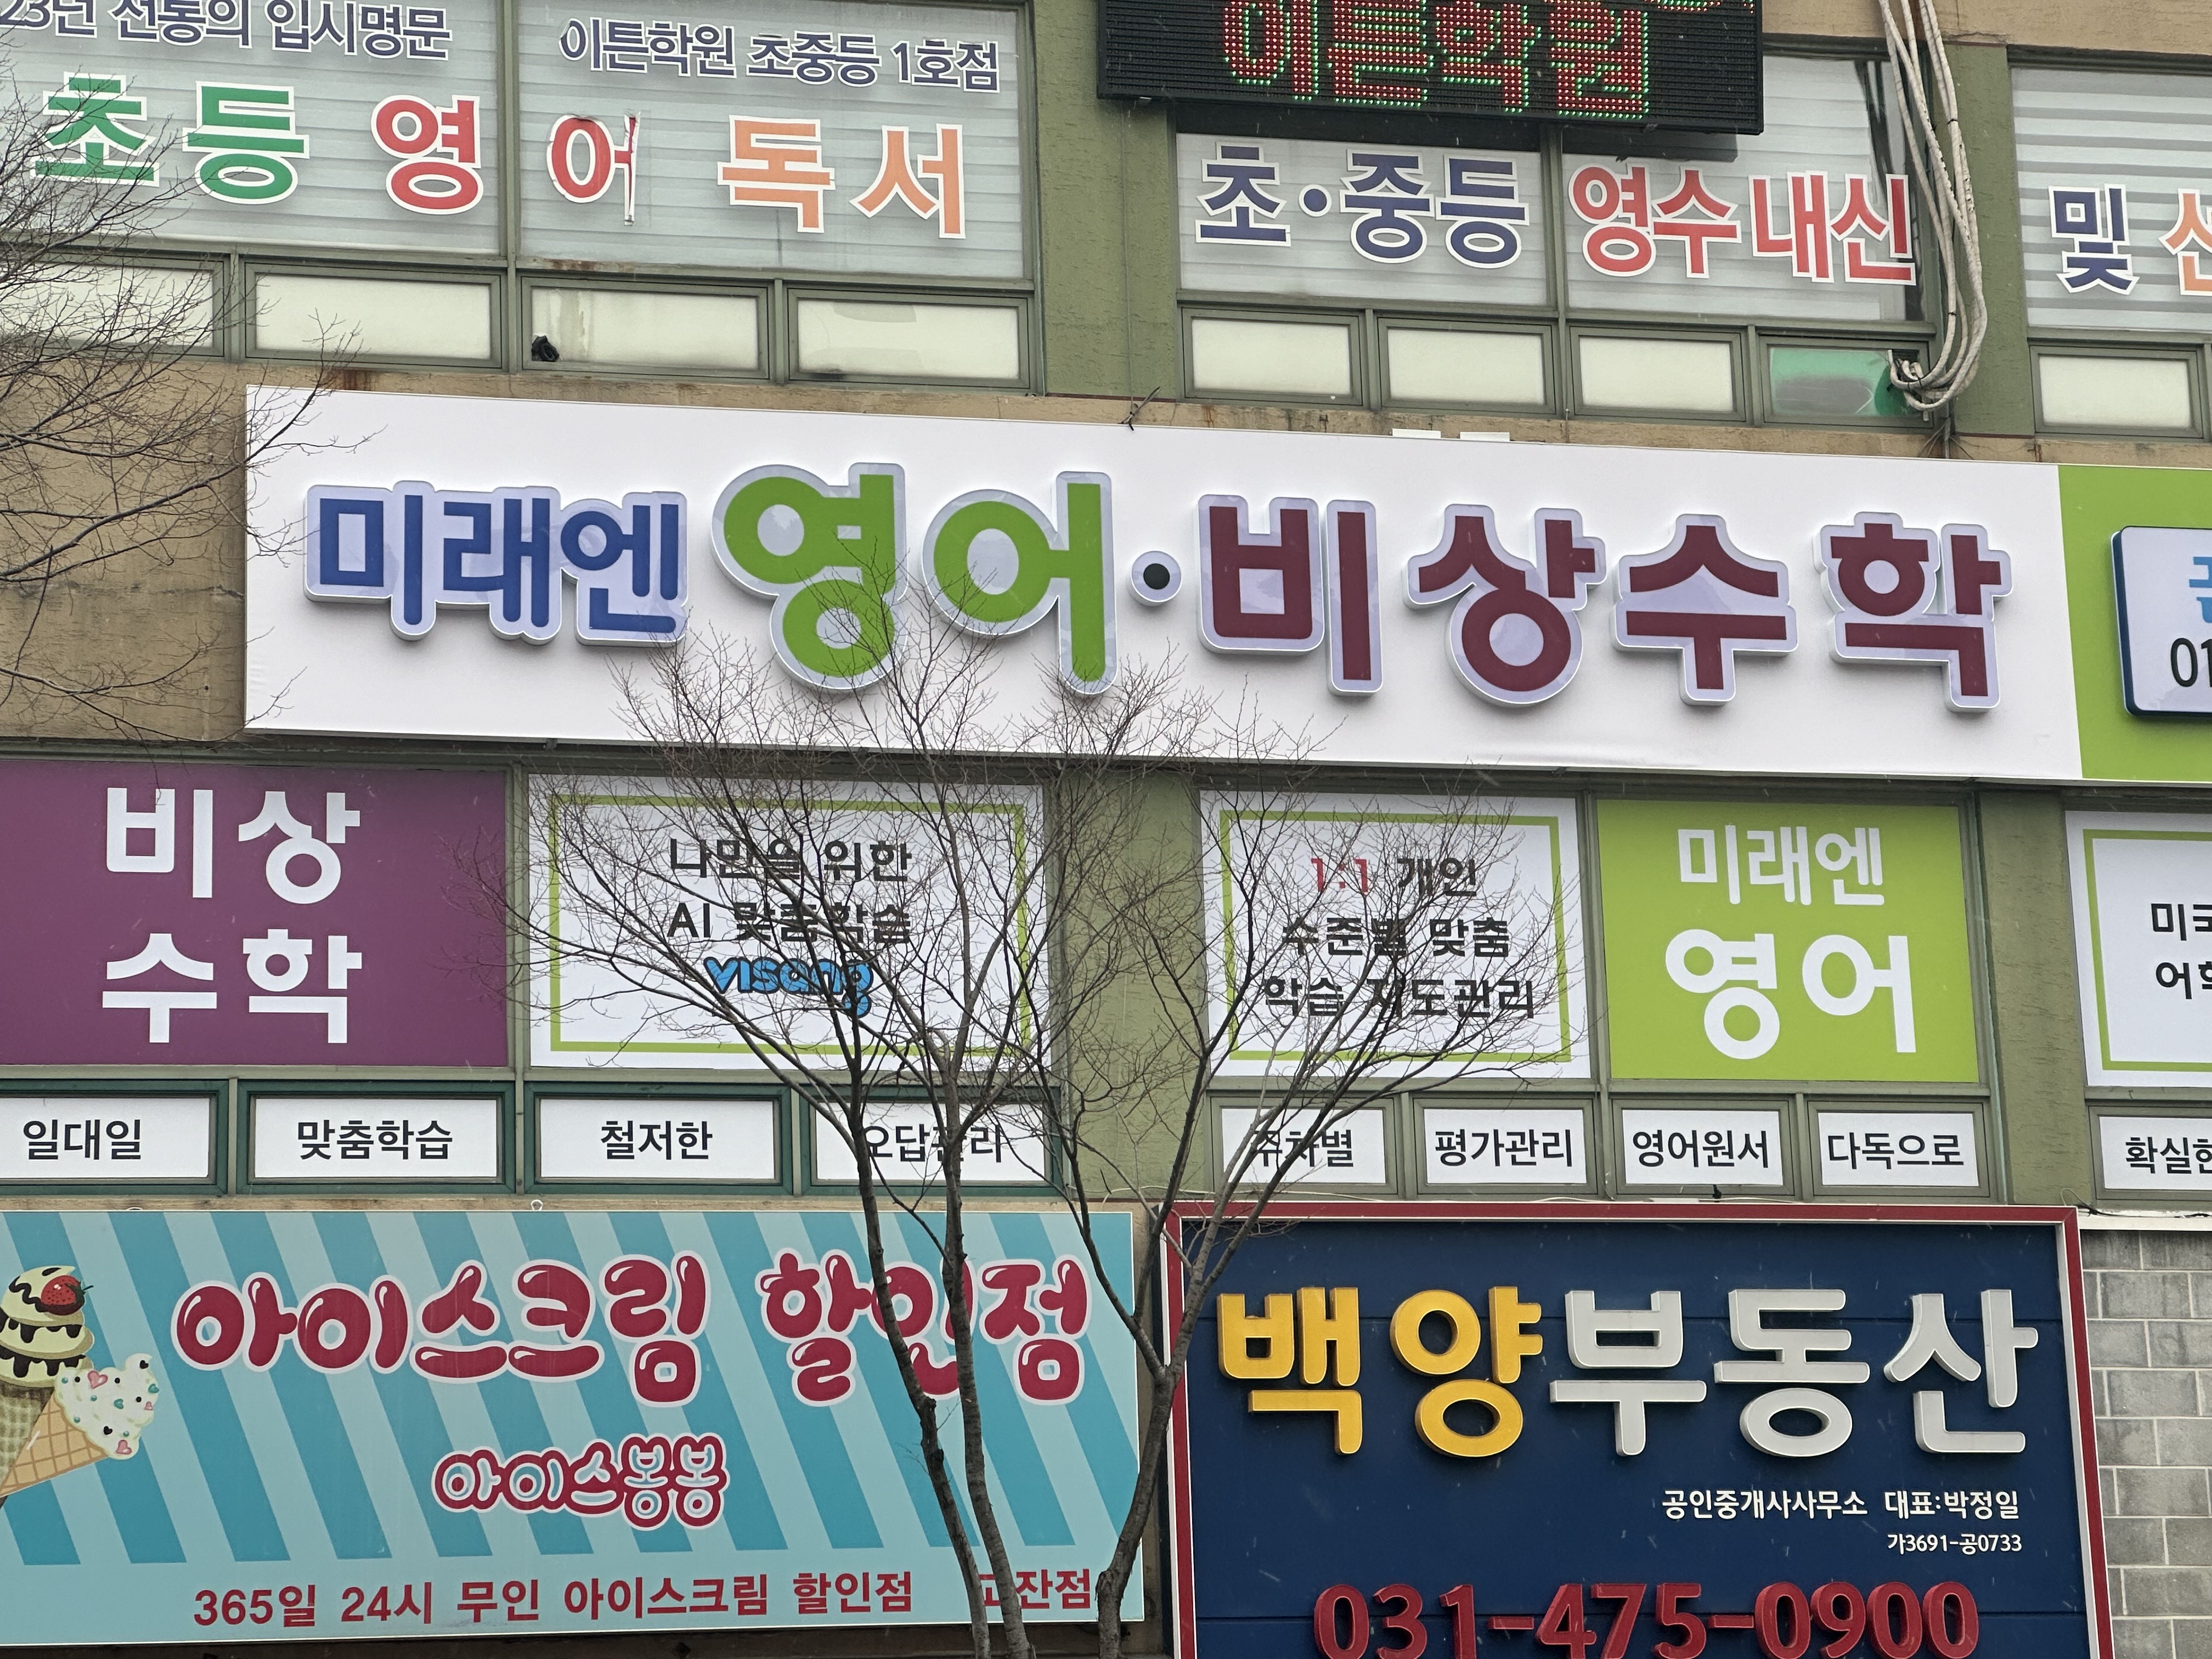 23년 전통의 입시명문
이튼학원 초중등 1호점
초등 영어 독서
이튼학원
초·중등 영수내신
및
미래엔 영어·비상수학
01
비상
수학
나만을 위한
AI 맞춤학습
visang
1:1 개인
수준별 맞춤
학습 지도관리
미래엔
영어
일대일
맞춤학습
철저한
오답관리
주차별
평가관리
영어원서
다독으로
아이스크림 할인점
아이스봉봉
365일 24시 무인 아이스크림 할인점 고잔점
백양부동산
공인중개사사무소 대표:박정일
가3691-공0733
031-475-0900